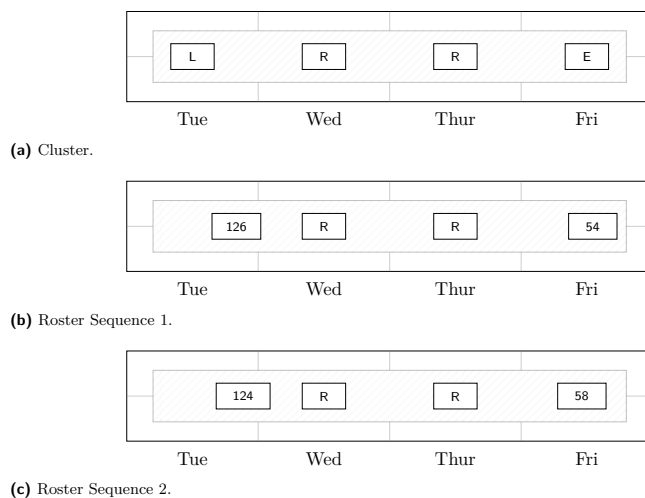 L R R E
Tue Wed Thur Fri
(a) Cluster.
126 R R 54
Tue Wed Thur Fri
(b) Roster Sequence 1.
124 R R 58
Tue Wed Thur Fri
(c) Roster Sequence 2.